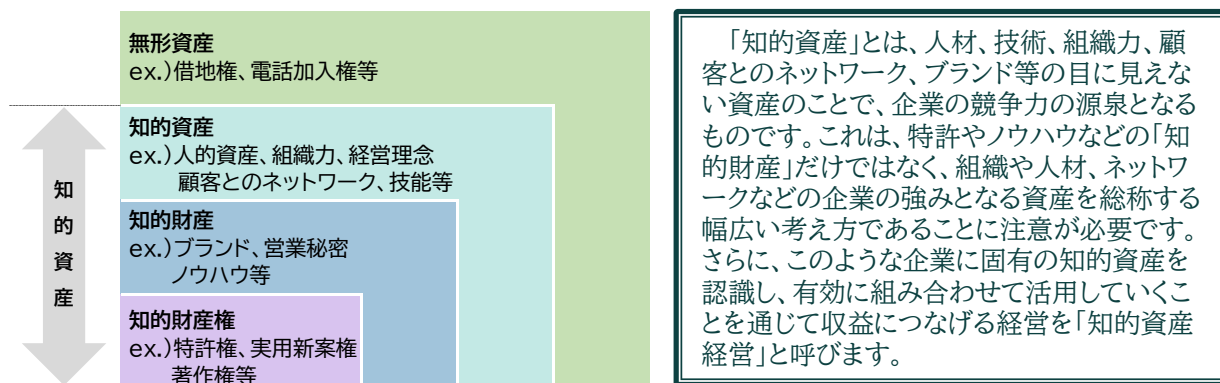 無形資産
ex.)借地権、電話加入権等
知的資産
知的資産
ex.)人的資産、組織力、経営理念
顧客とのネットワーク、技能等
知的財産
ex.)ブランド、営業秘密
ノウハウ等
知的財産権
ex.)特許権、実用新案権
著作権等
「知的資産」とは、人材、技術、組織力、顧
客とのネットワーク、ブランド等の目に見えな
い資産のことで、企業の競争力の源泉となる
ものです。これは、特許やノウハウなどの「知
的財産」だけではなく、組織や人材、ネットワ
ークなどの企業の強みとなる資産を総称する
幅広い考え方であることに注意が必要です。
さらに、このような企業に固有の知的資産を
認識し、有効に組み合わせて活用していくこ
とを通じて収益につなげる経営を「知的資産
経営」と呼びます。